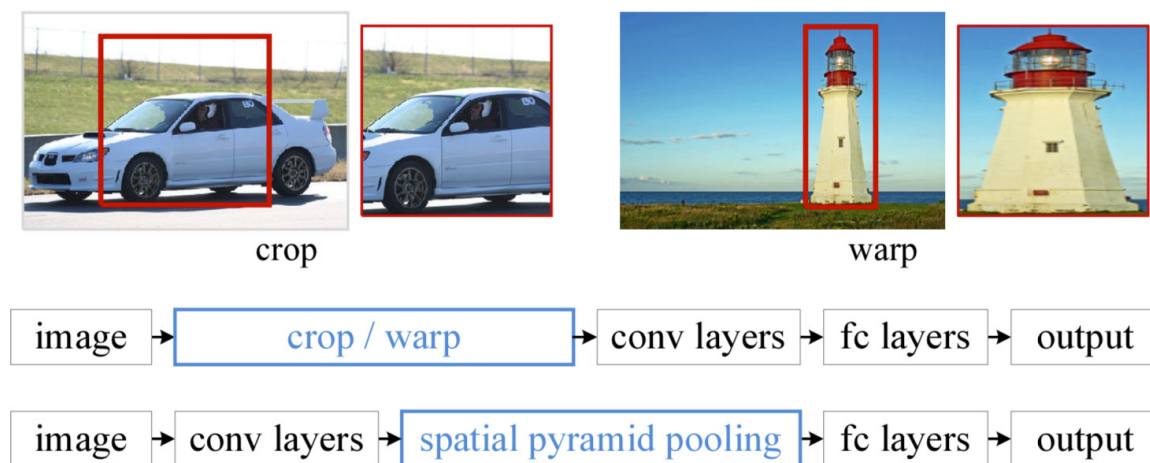 crop
warp
image crop / warp conv layers fc layers output
image conv layers spatial pyramid pooling fc layers output